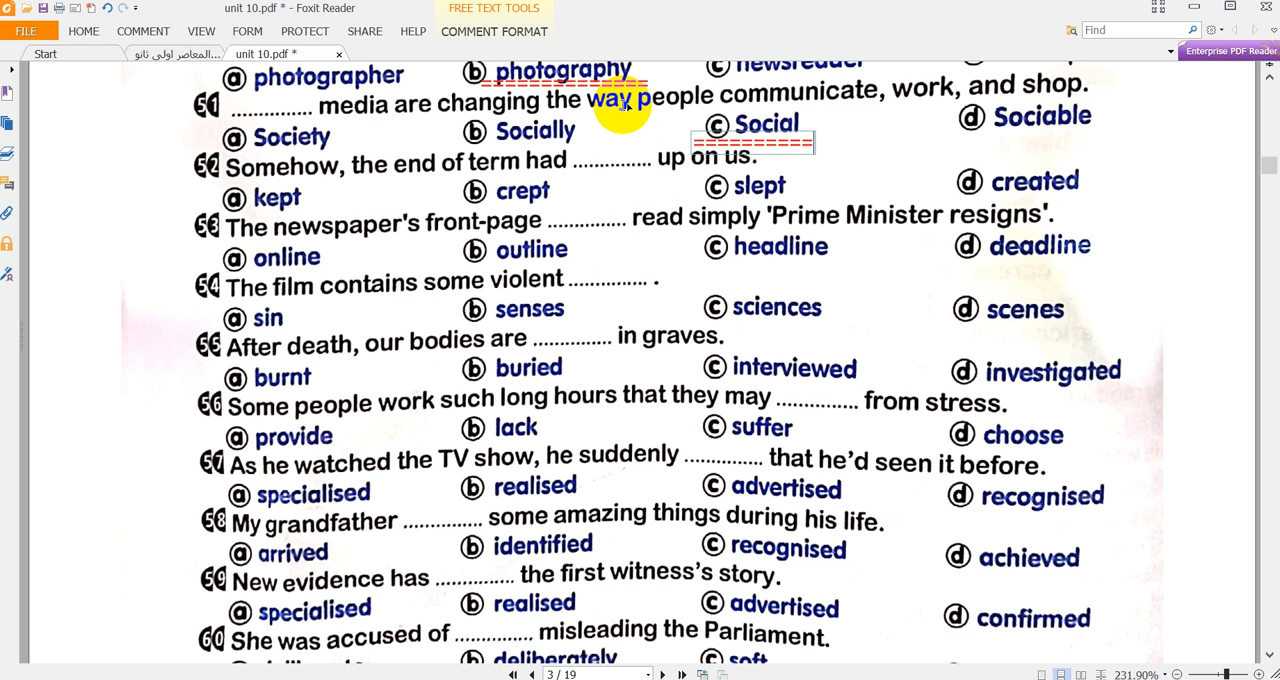 unit 10.pdf * - Foxit Reader
FREE TEXT TOOLS
FILE HOME COMMENT VIEW FORM PROTECT SHARE HELP COMMENT FORMAT
Find
Start
المعاصر اولى ثانو...
unit 10.pdf *
Enterprise PDF Reader
a photographer b photography c newsreader
51 .............. media are changing the way people communicate, work, and shop.
a Society b Socially c Social d Sociable
52 Somehow, the end of term had .............. up on us.
a kept b crept c slept d created
53 The newspaper's front-page .............. read simply 'Prime Minister resigns'.
a online b outline c headline d deadline
54 The film contains some violent .............. .
a sin b senses c sciences d scenes
55 After death, our bodies are .............. in graves.
a burnt b buried c interviewed d investigated
56 Some people work such long hours that they may .............. from stress.
a provide b lack c suffer d choose
57 As he watched the TV show, he suddenly .............. that he'd seen it before.
a specialised b realised c advertised d recognised
58 My grandfather .............. some amazing things during his life.
a arrived b identified c recognised d achieved
59 New evidence has .............. the first witness's story.
a specialised b realised c advertised d confirmed
60 She was accused of .............. misleading the Parliament.
b deliberately c soft
3 / 19
231.90%